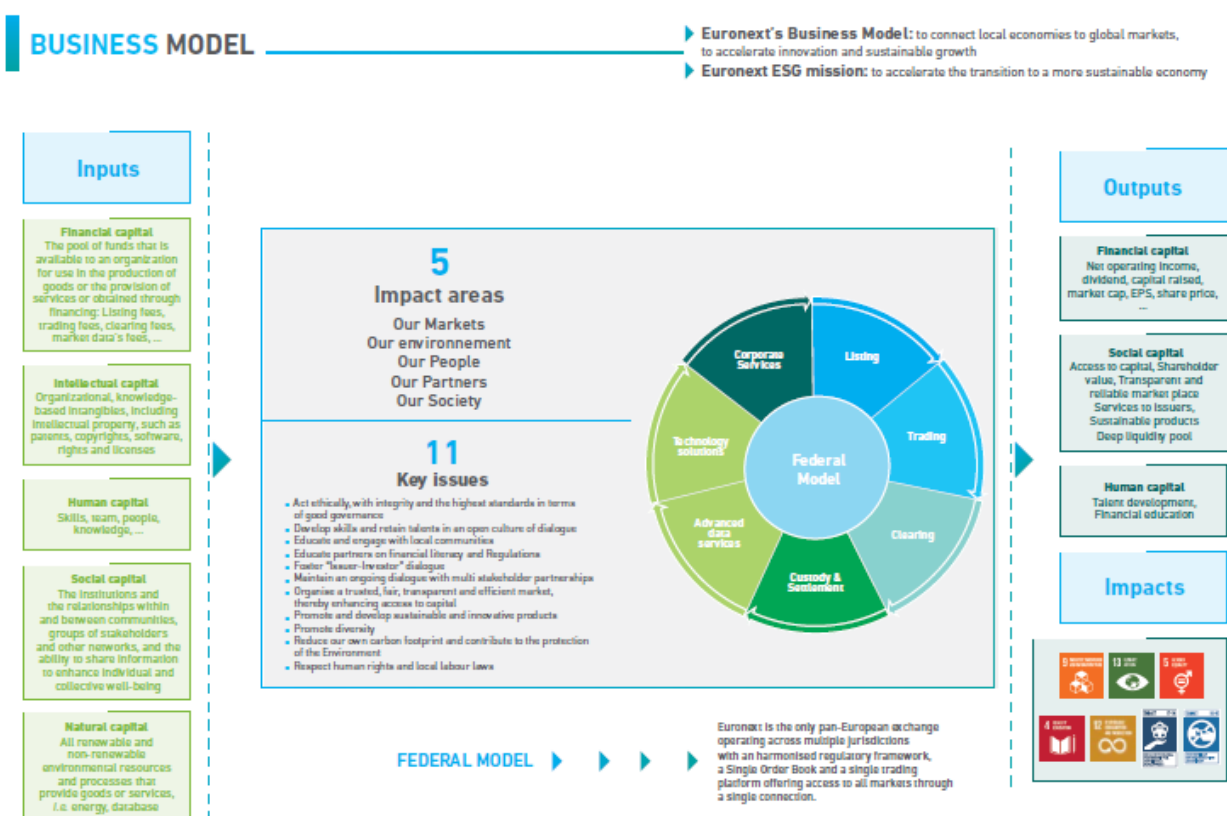 BUSINESS MODEL
Euronext's Business Model: to connect local economies to global markets,
to accelerate innovation and sustainable growth
Euronext ESG mission: to accelerate the transition to a more sustainable economy
Inputs
Financial capital
The pool of funds that is
available to an organization
for use in the production of
goods or the provision of
services or obtained through
financing: Listing fees,
trading fees, clearing fees,
market data's fees, ...
Intellectual capital
Organizational, knowledge-
based intangibles, including
intellectual property, such as
patents, copyrights, software,
rights and licenses
Human capital
Skills, team, people,
knowledge, ...
Social capital
The institutions and
the relationships within
and between communities,
groups of stakeholders
and other networks, and the
ability to share information
to enhance individual and
collective well-being
Natural capital
All renewable and
non-renewable
environmental resources
and processes that
provide goods or services,
i.e. energy, database
5
Impact areas
Our Markets
Our environnement
Our People
Our Partners
Our Society
11
Key issues
Act ethically, with integrity and the highest standards in terms
of good governance
Develop skills and retain talents in an open culture of dialogue
Educate and engage with local communities
Educate partners on financial literacy and Regulations
Foster "Issuer-Investor" dialogue
Maintain an ongoing dialogue with multi stakeholder partnerships
Organise a trusted, fair, transparent and efficient market,
thereby enhancing access to capital
Promote and develop sustainable and innovative products
Promote diversity
Reduce our own carbon footprint and contribute to the protection
of the Environment
Respect human rights and local labour laws
Corporate
Services
Listing
Trading
Clearing
Custody &
Settlement
Advanced
data
services
Technology
solutions
Federal
Model
FEDERAL MODEL
Euronext is the only pan-European exchange
operating across multiple jurisdictions
with an harmonised regulatory framework,
a Single Order Book and a single trading
platform offering access to all markets through
a single connection.
Outputs
Financial capital
Net operating income,
dividend, capital raised,
market cap, EPS, share price,
...
Social capital
Access to capital, Shareholder
value, Transparent and
reliable market place
Services to Issuers,
Sustainable products
Deep liquidity pool
Human capital
Talent development,
Financial education
Impacts
9
13
5
4
12